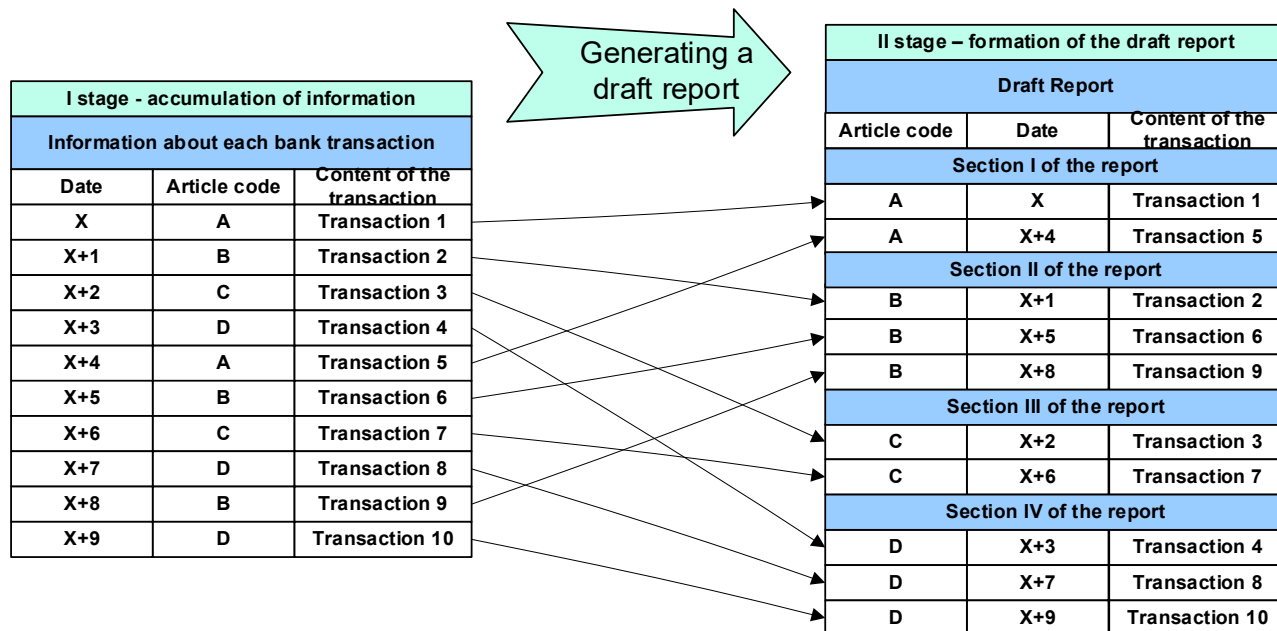 Generating a
draft report
I stage - accumulation of information
Information about each bank transaction
Date Article code Content of the
transaction
X A Transaction 1
X+1 B Transaction 2
X+2 C Transaction 3
X+3 D Transaction 4
X+4 A Transaction 5
X+5 B Transaction 6
X+6 C Transaction 7
X+7 D Transaction 8
X+8 B Transaction 9
X+9 D Transaction 10
II stage – formation of the draft report
Draft Report
Article code Date Content of the
transaction
Section I of the report
A X Transaction 1
A X+4 Transaction 5
Section II of the report
B X+1 Transaction 2
B X+5 Transaction 6
B X+8 Transaction 9
Section III of the report
C X+2 Transaction 3
C X+6 Transaction 7
Section IV of the report
D X+3 Transaction 4
D X+7 Transaction 8
D X+9 Transaction 10